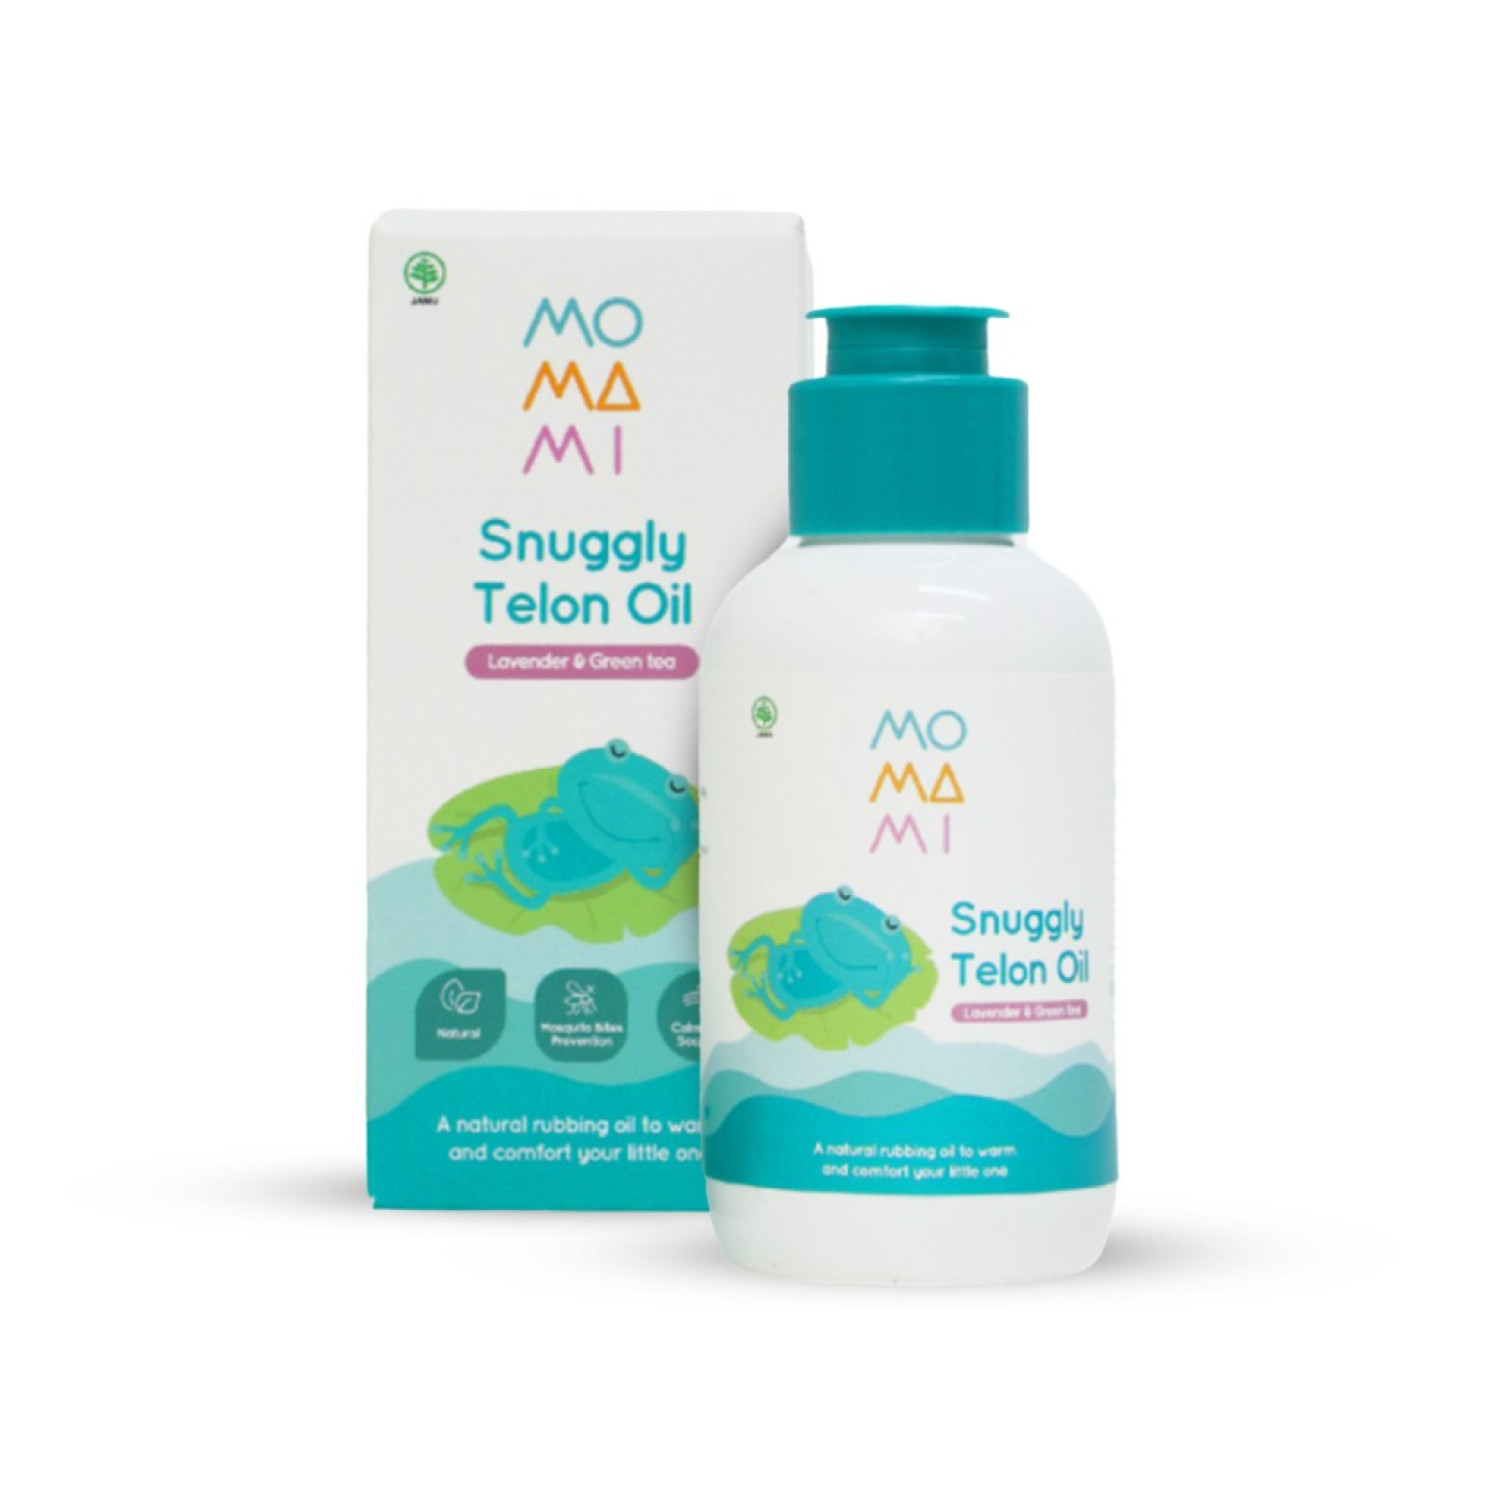 JAMU
MO
MA
MI
Snuggly
Telon Oil
Lavender & Green tea
Natural
Mosquito Bites
Prevention
A natural rubbing oil to
and comfort your little
JAMU
MO
MA
MI
Snuggly
Telon Oil
Lavender & Green tea
A natural rubbing oil to warm
and comfort your little one